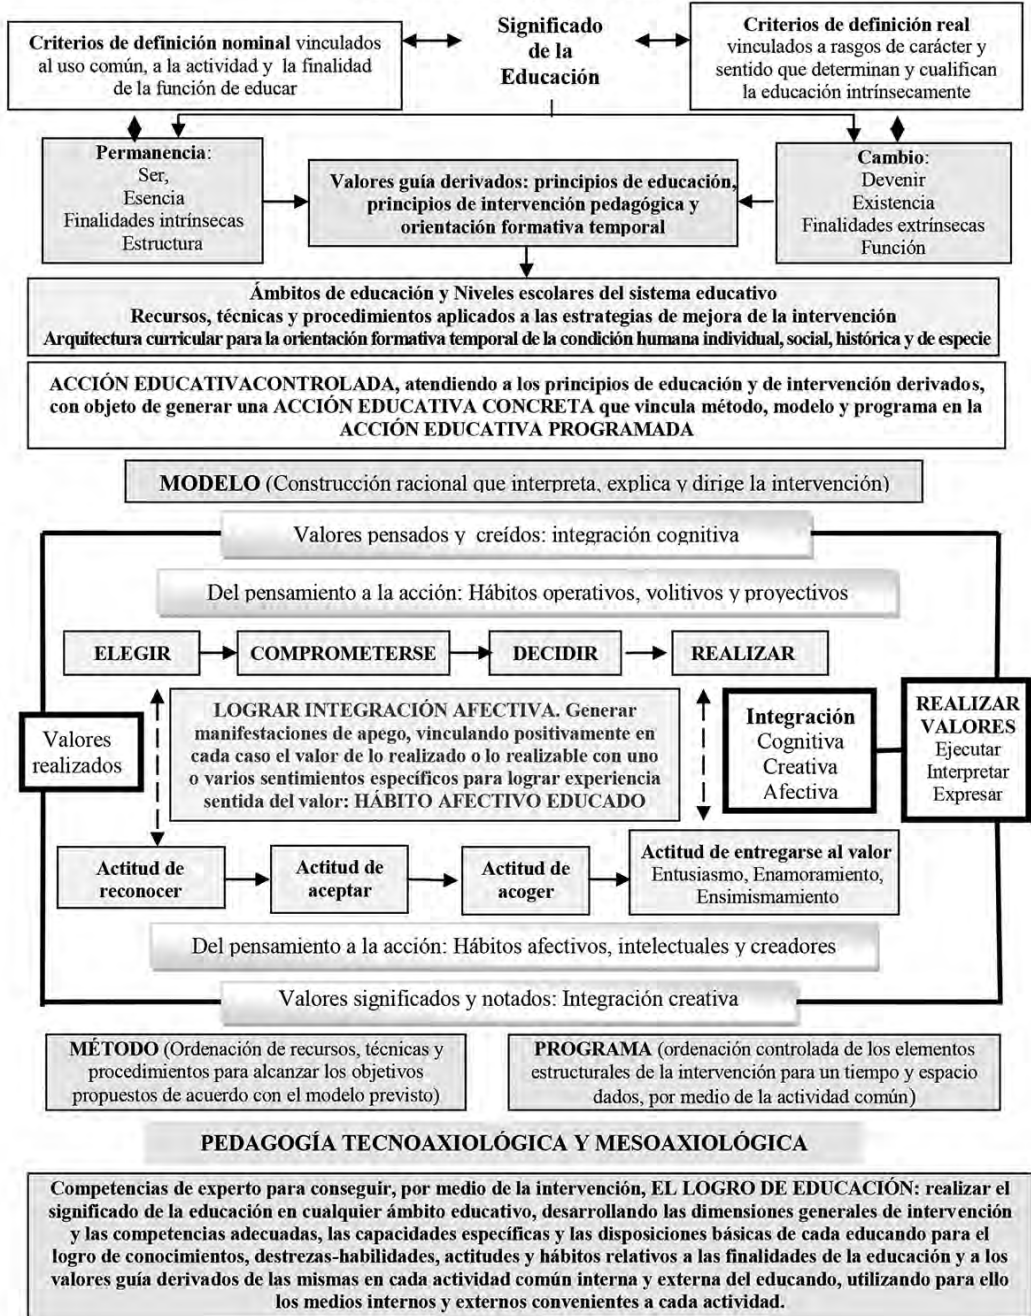 Criterios de definición nominal vinculados
al uso común, a la actividad y la finalidad
de la función de educar
Significado
de la
Educación
Criterios de definición real
vinculados a rasgos de carácter y
sentido que determinan y cualifican
la educación intrínsecamente
Permanencia:
Ser,
Esencia
Finalidades intrínsecas
Estructura
Valores guía derivados: principios de educación,
principios de intervención pedagógica y
orientación formativa temporal
Cambio:
Devenir
Existencia
Finalidades extrínsecas
Función
Ámbitos de educación y Niveles escolares del sistema educativo
Recursos, técnicas y procedimientos aplicados a las estrategias de mejora de la intervención
Arquitectura curricular para la orientación formativa temporal de la condición humana individual, social, histórica y de especie
ACCIÓN EDUCATIVACONTROLADA, atendiendo a los principios de educación y de intervención derivados,
con objeto de generar una ACCIÓN EDUCATIVA CONCRETA que vincula método, modelo y programa en la
ACCIÓN EDUCATIVA PROGRAMADA
MODELO (Construcción racional que interpreta, explica y dirige la intervención)
Valores pensados y creídos: integración cognitiva
Del pensamiento a la acción: Hábitos operativos, volitivos y proyectivos
ELEGIR
COMPROMETERSE
DECIDIR
REALIZAR
Valores
realizados
LOGRAR INTEGRACIÓN AFECTIVA. Generar
manifestaciones de apego, vinculando positivamente en
cada caso el valor de lo realizado o lo realizable con uno
o varios sentimientos específicos para lograr experiencia
sentida del valor: HÁBITO AFECTIVO EDUCADO
Integración
Cognitiva
Creativa
Afectiva
REALIZAR
VALORES
Ejecutar
Interpretar
Expresar
Actitud de
reconocer
Actitud de
aceptar
Actitud de
acoger
Actitud de entregarse al valor
Entusiasmo, Enamoramiento,
Ensimismamiento
Del pensamiento a la acción: Hábitos afectivos, intelectuales y creadores
Valores significados y notados: Integración creativa
MÉTODO (Ordenación de recursos, técnicas y
procedimientos para alcanzar los objetivos
propuestos de acuerdo con el modelo previsto)
PROGRAMA (ordenación controlada de los elementos
estructurales de la intervención para un tiempo y espacio
dados, por medio de la actividad común)
PEDAGOGÍA TECNOAXIOLÓGICA Y MESOAXIOLÓGICA
Competencias de experto para conseguir, por medio de la intervención, EL LOGRO DE EDUCACIÓN: realizar el
significado de la educación en cualquier ámbito educativo, desarrollando las dimensiones generales de intervención
y las competencias adecuadas, las capacidades específicas y las disposiciones básicas de cada educando para el
logro de conocimientos, destrezas-habilidades, actitudes y hábitos relativos a las finalidades de la educación y a los
valores guía derivados de las mismas en cada actividad común interna y externa del educando, utilizando para ello
los medios internos y externos convenientes a cada actividad.